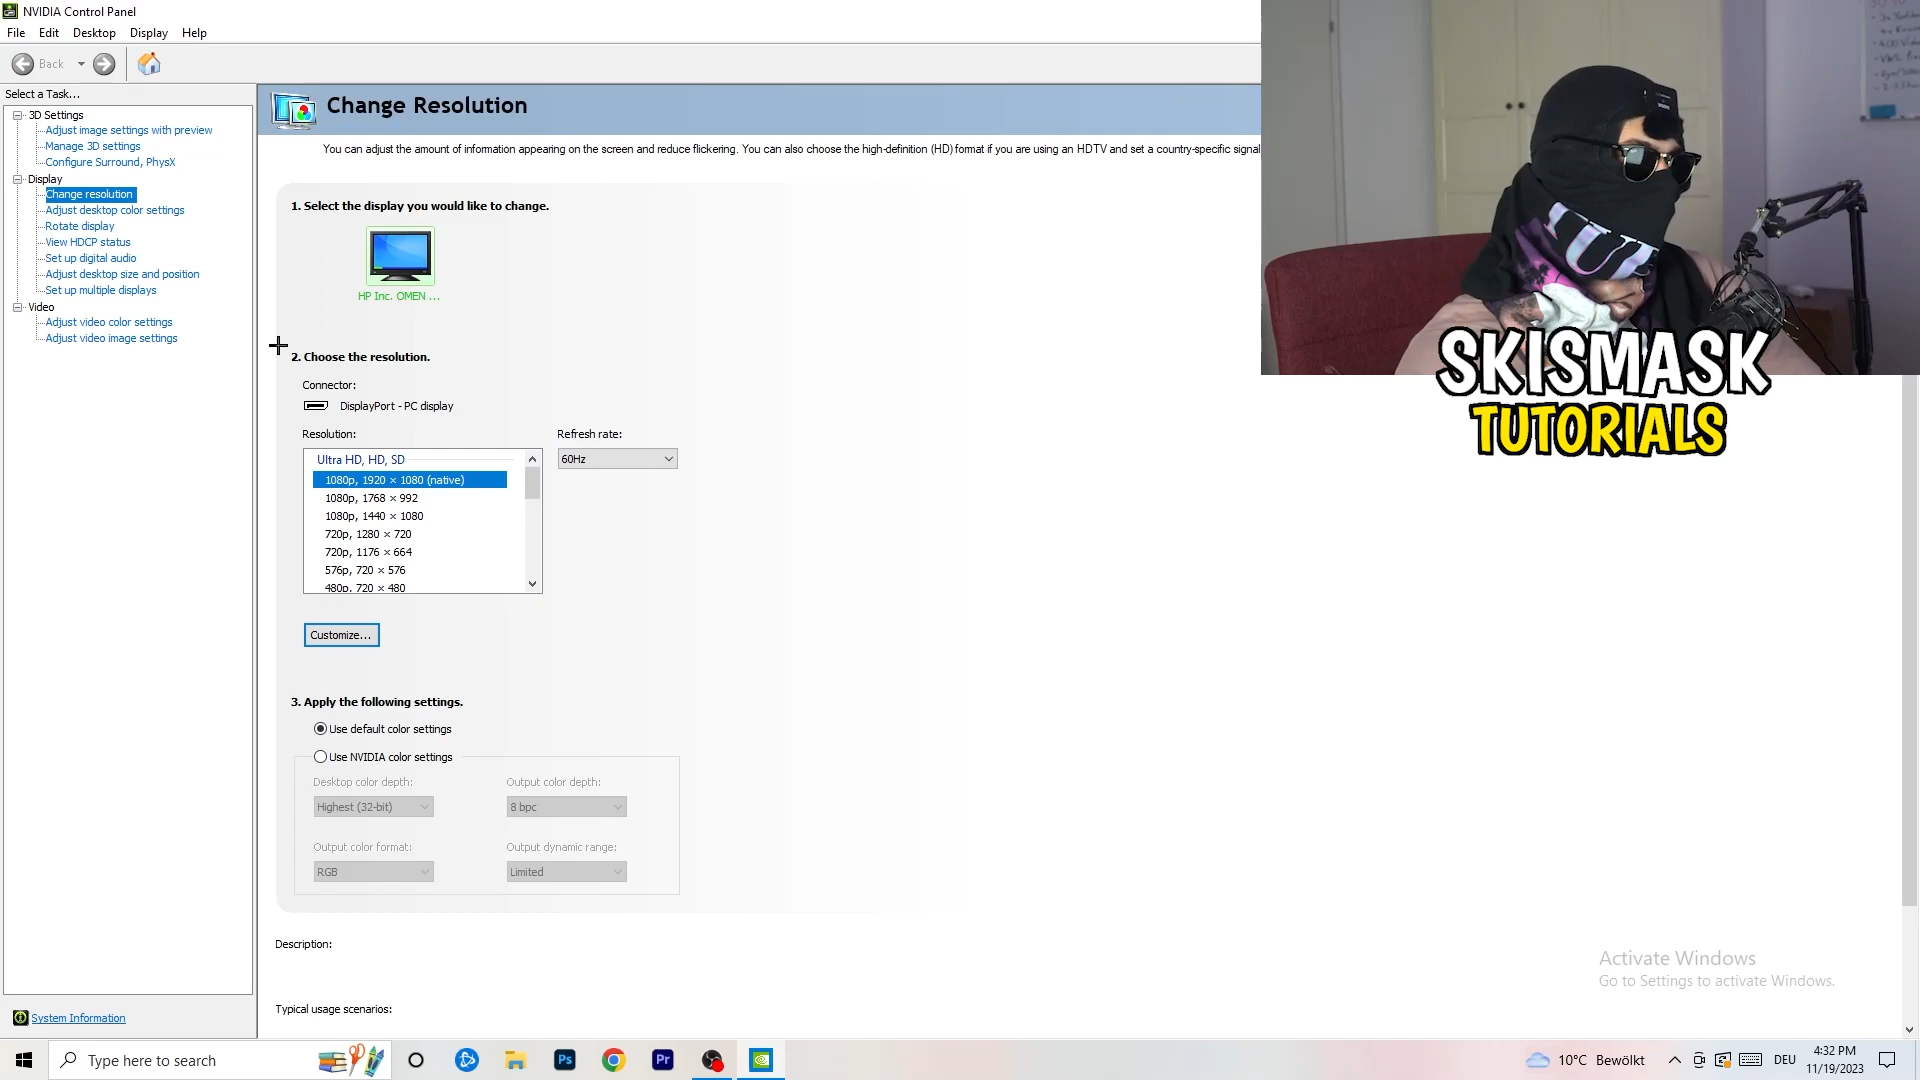 NVIDIA Control Panel
File Edit Desktop Display Help
Back
Select a Task...
3D Settings
Adjust image settings with preview
Manage 3D settings
Configure Surround, PhysX
Display
Change resolution
Adjust desktop color settings
Rotate display
View HDCP status
Set up digital audio
Adjust desktop size and position
Set up multiple displays
Video
Adjust video color settings
Adjust video image settings
System Information
Change Resolution
You can adjust the amount of information appearing on the screen and reduce flickering. You can also choose the high-definition (HD) format if you are using an HDTV and set a country-specific signal
1. Select the display you would like to change.
HP Inc. OMEN ...
2. Choose the resolution.
Connector:
DisplayPort - PC display
Resolution:
Refresh rate:
Ultra HD, HD, SD
60Hz
1080p, 1920 × 1080 (native)
1080p, 1768 × 992
1080p, 1440 × 1080
720p, 1280 × 720
720p, 1176 × 664
576p, 720 × 576
480p, 720 × 480
Customize...
3. Apply the following settings.
Use default color settings
Use NVIDIA color settings
Desktop color depth:
Output color depth:
Highest (32-bit)
8 bpc
Output color format:
Output dynamic range:
RGB
Limited
Description:
Typical usage scenarios:
SKISMASK
TUTORIALS
Activate Windows
Go to Settings to activate Windows.
Type here to search
Ps
Pr
10°C Bewölkt
DEU
4:32 PM
11/19/2023